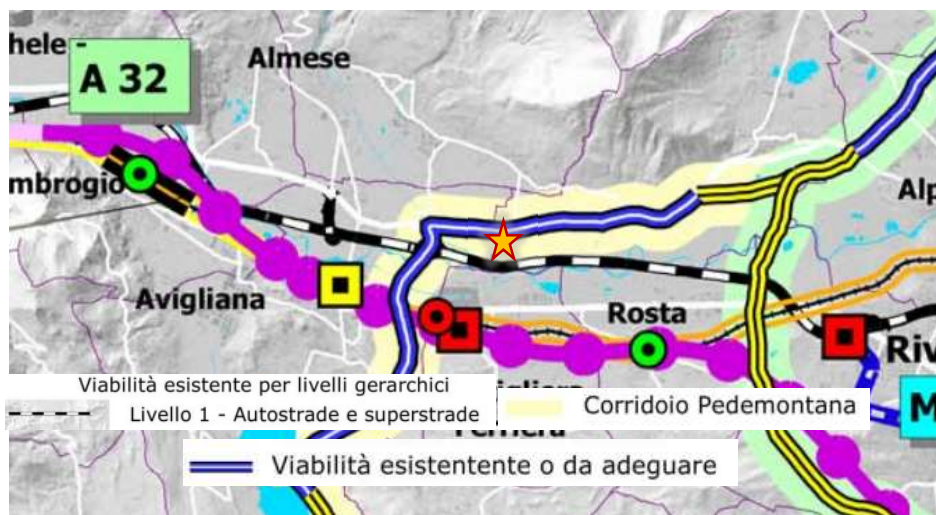 hele -
Almese
A 32
mbrogio
Alp
Avigliana
Rosta
Riv
Viabilità esistente per livelli gerarchici
Livello 1 - Autostrade e superstrade
Corridoio Pedemontana
M
Ferriera
Viabilità esistentente o da adeguare